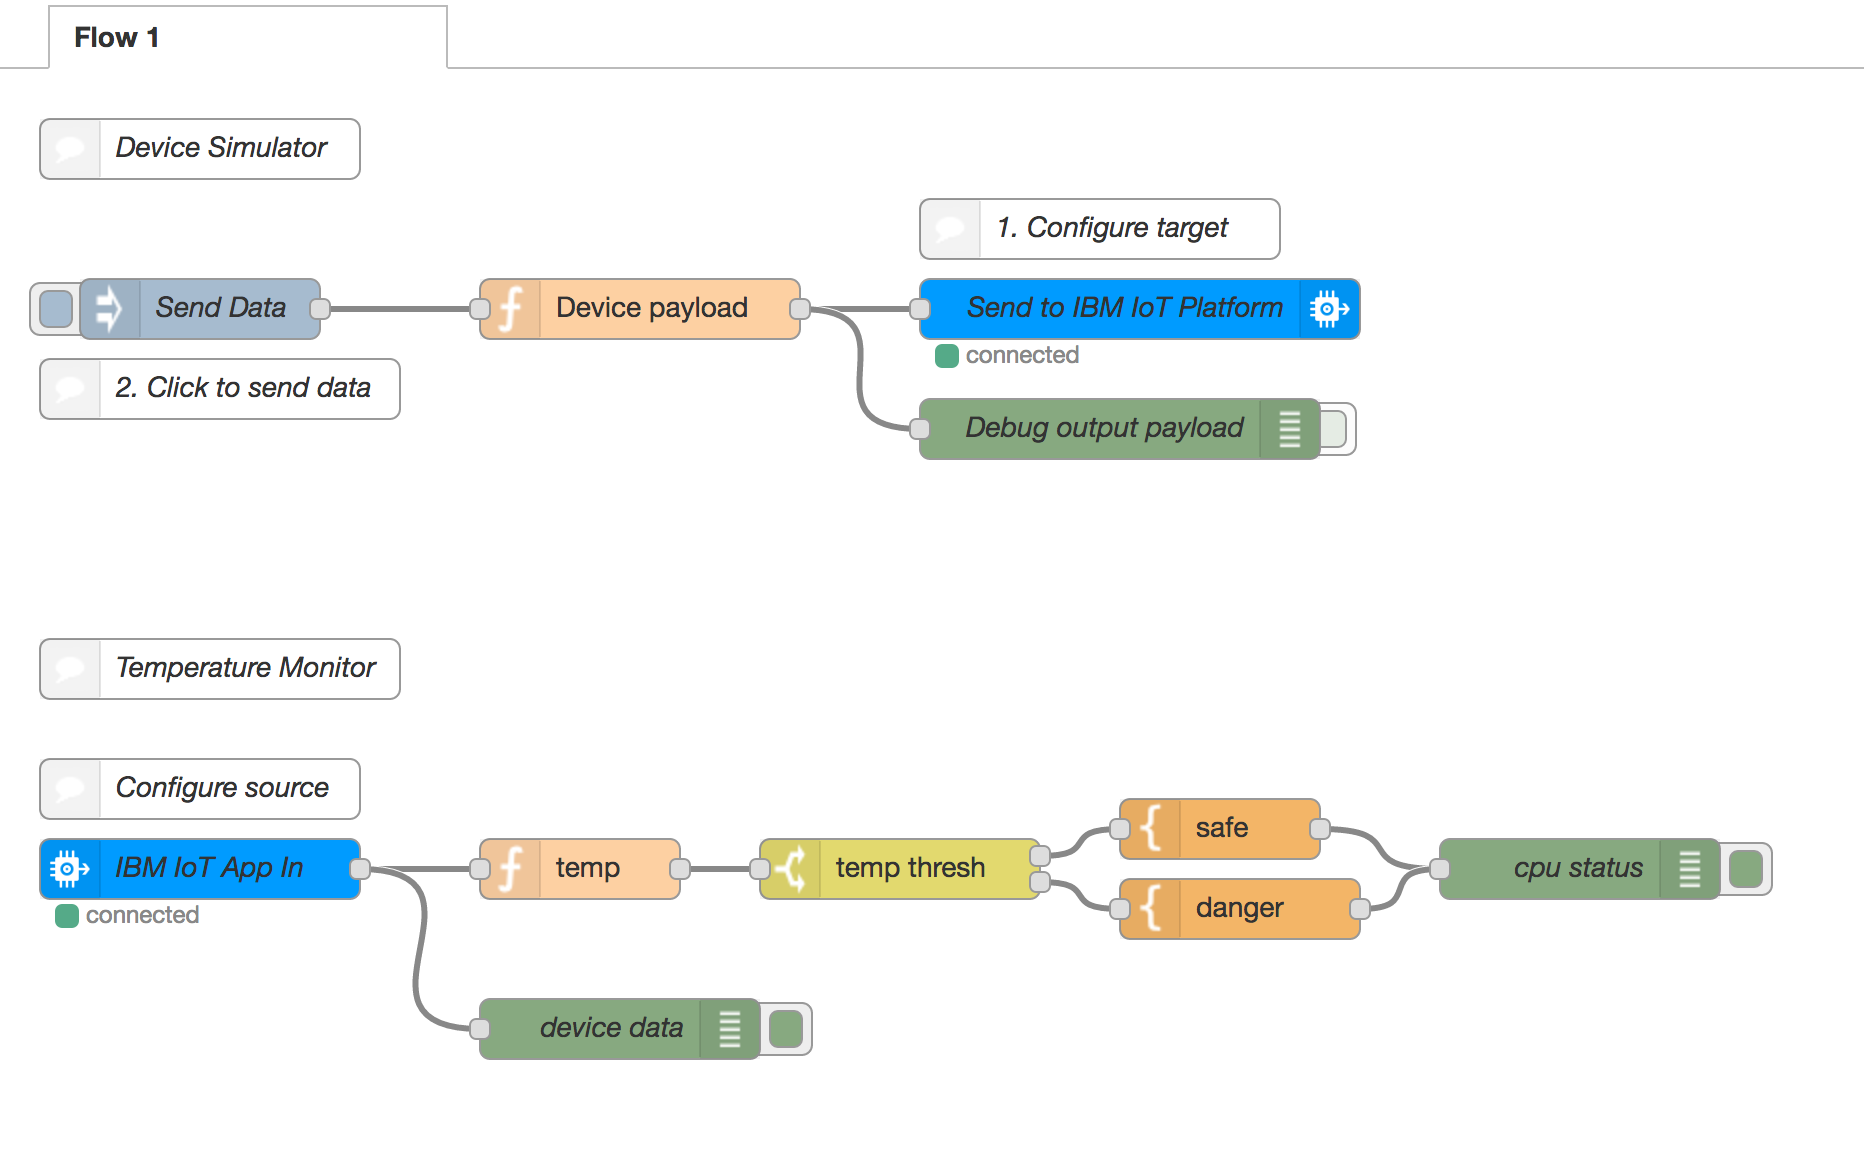 Flow 1
Device Simulator
1. Configure target
Send Data
Device payload
Send to IBM IoT Platform
connected
2. Click to send data
Debug output payload
Temperature Monitor
Configure source
IBM IoT App In
connected
temp
temp thresh
safe
danger
cpu status
device data